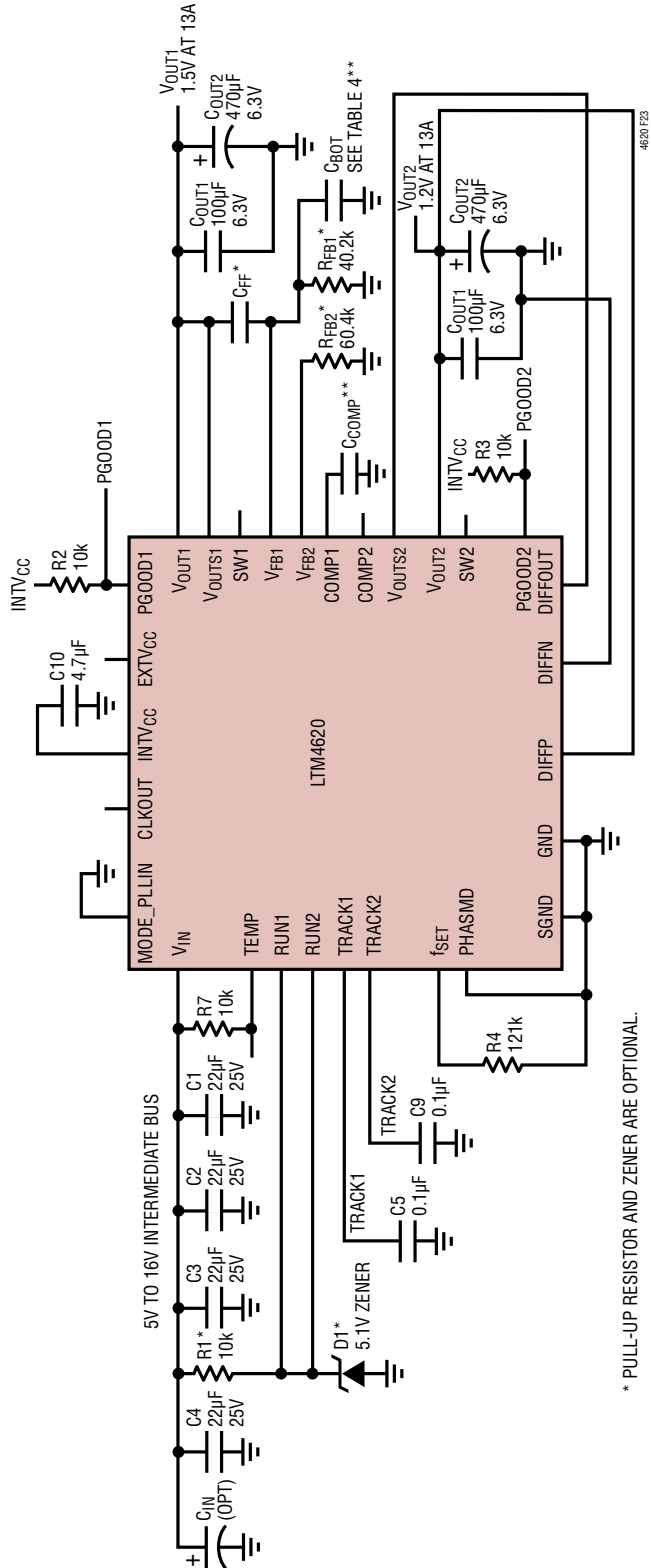 5V TO 16V INTERMEDIATE BUS
CIN
(OPT)
+
C4
22µF
25V
R1*
10k
C3
22µF
25V
C2
22µF
25V
C1
22µF
25V
R7
10k
D1*
5.1V ZENER
TRACK1
C5
0.1µF
TRACK2
C9
0.1µF
R4
121k
MODE_PLLIN
CLKOUT
INTVCC
EXTVCC
PGOOD1
VIN
TEMP
RUN1
RUN2
TRACK1
TRACK2
fSET
PHASMD
LTM4620
VOUT1
VOUTS1
SW1
VFB1
VFB2
COMP1
COMP2
VOUTS2
VOUT2
SW2
PGOOD2
SGND
GND
DIFFP
DIFFN
DIFFOUT
C10
4.7µF
INTVCC
R2
10k
PGOOD1
VOUT1
1.5V AT 13A
COUT1
100µF
6.3V
+
COUT2
470µF
6.3V
CFF*
CBOT
SEE TABLE 4**
RFB1*
40.2k
RFB2*
60.4k
CCOMP**
VOUT2
1.2V AT 13A
COUT1
100µF
6.3V
+
COUT2
470µF
6.3V
INTVCC
R3
10k
PGOOD2
4620 F23
* PULL-UP RESISTOR AND ZENER ARE OPTIONAL.